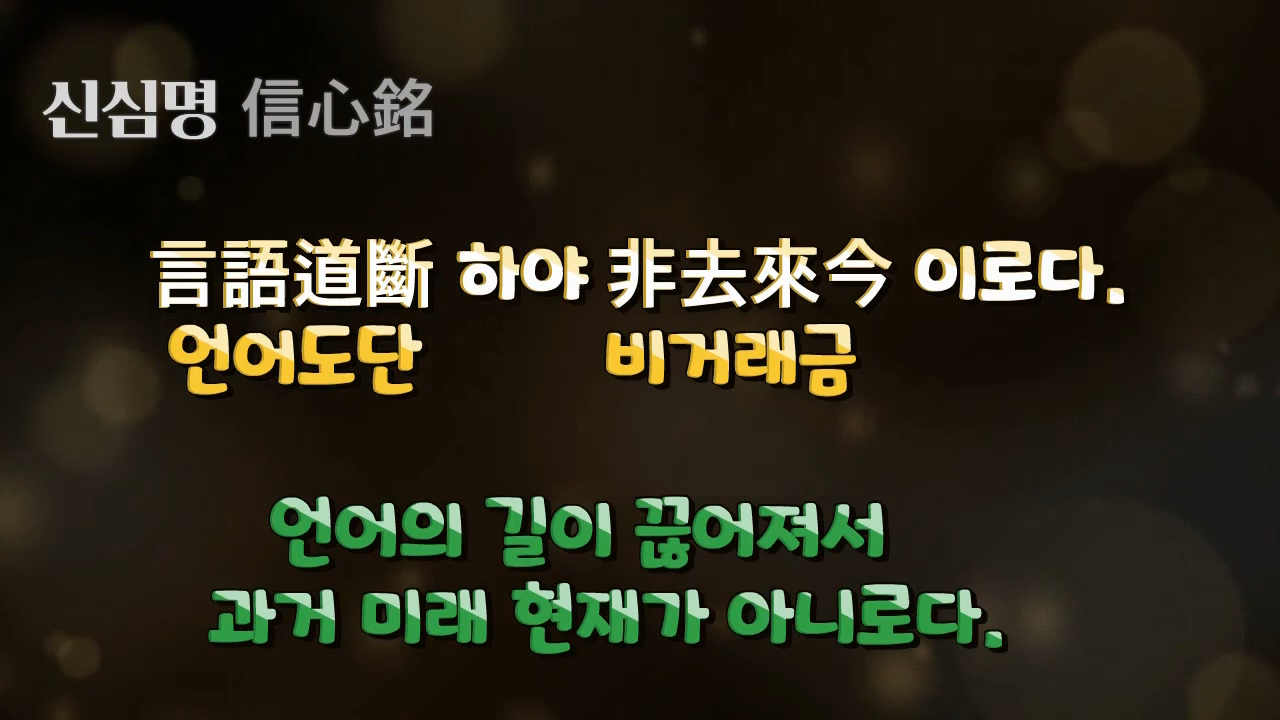 신심명 信心銘
言語道斷 하야 非去來今 이로다.
언어도단 비거래금
언어의 길이 끊어져서
과거 미래 현재가 아니로다.